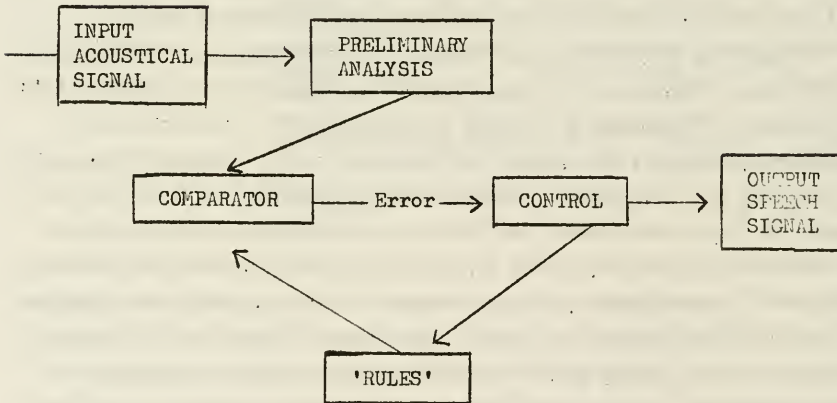 INPUT
ACOUSTICAL
SIGNAL
PRELIMINARY
ANALYSIS
COMPARATOR
Error
CONTROL
OUTPUT
SPEECH
SIGNAL
'RULES'